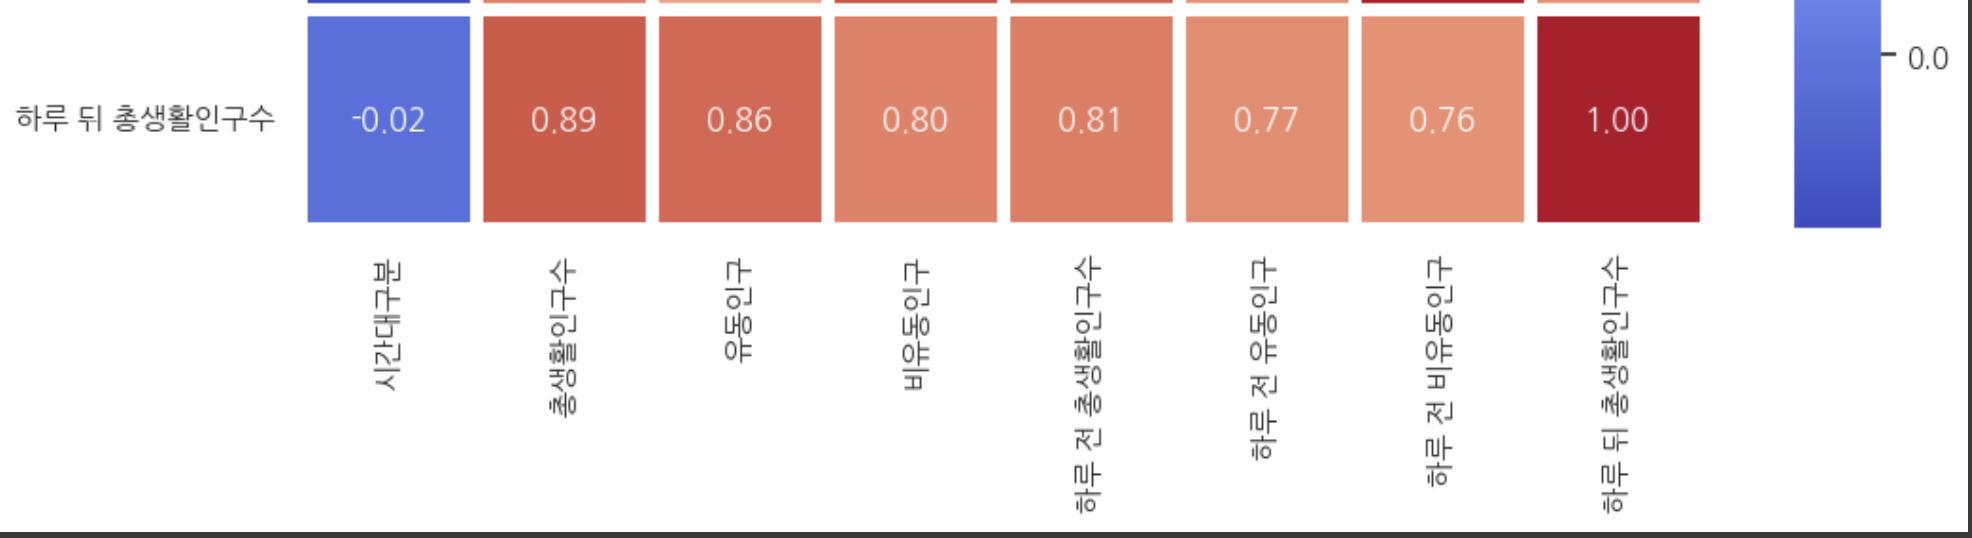 0.0
하루 뒤 총생활인구수
-0.02
0.89
0.86
0.80
0.81
0.77
0.76
1.00
시간대구분
총생활인구수
유동인구
비유동인구
하루 전 총생활인구수
하루 전 유동인구
하루 전 비유동인구
하루 뒤 총생활인구수